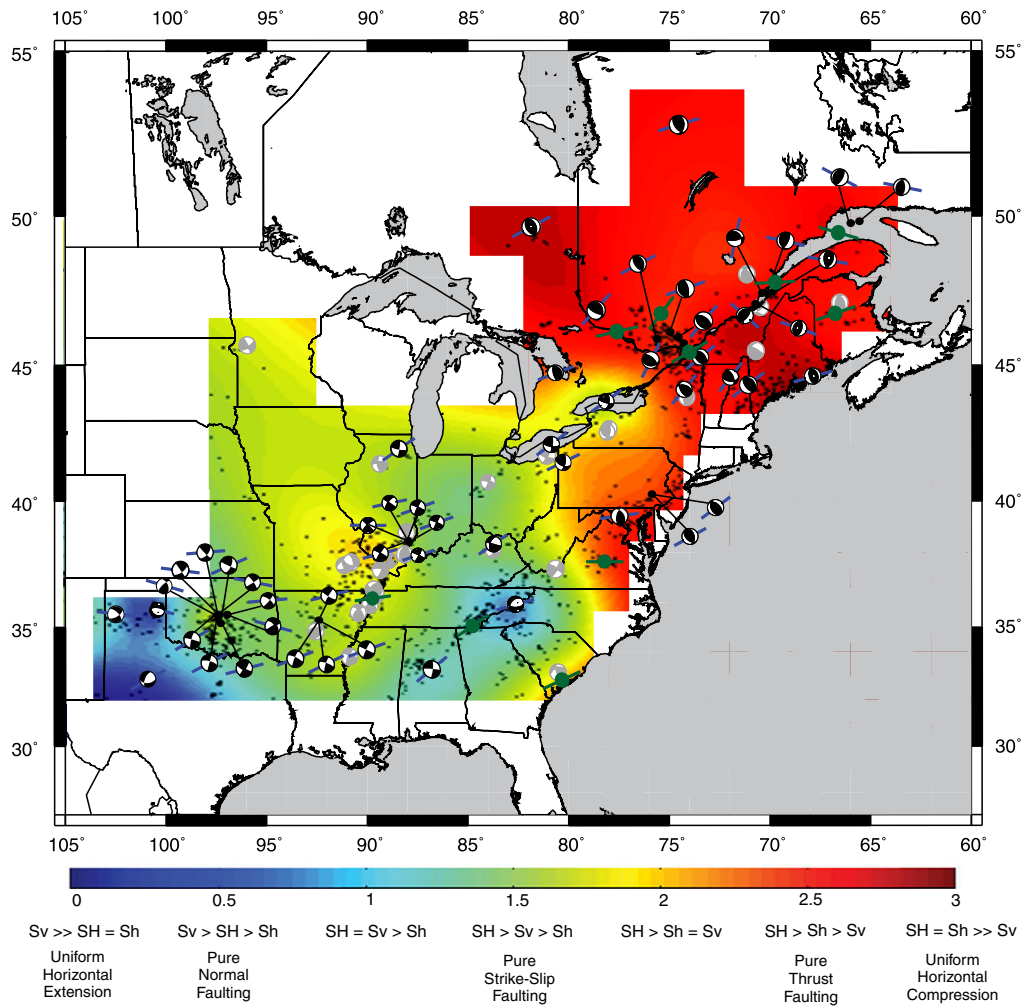 105˚ 100˚ 95˚ 90˚ 85˚ 80˚ 75˚ 70˚ 65˚ 60˚
55˚ 55˚
50˚ 50˚
45˚ 45˚
40˚ 40˚
35˚ 35˚
30˚ 30˚
105˚ 100˚ 95˚ 90˚ 85˚ 80˚ 75˚ 70˚ 65˚ 60˚
0 0.5 1 1.5 2 2.5 3
Sv >> SH = Sh Sv > SH > Sh SH = Sv > Sh SH > Sv > Sh SH > Sh = Sv SH > Sh > Sv SH = Sh >> Sv
Uniform Pure Pure Pure Uniform
Horizontal Normal Strike-Slip Thrust Horizontal
Extension Faulting Faulting Faulting Compression